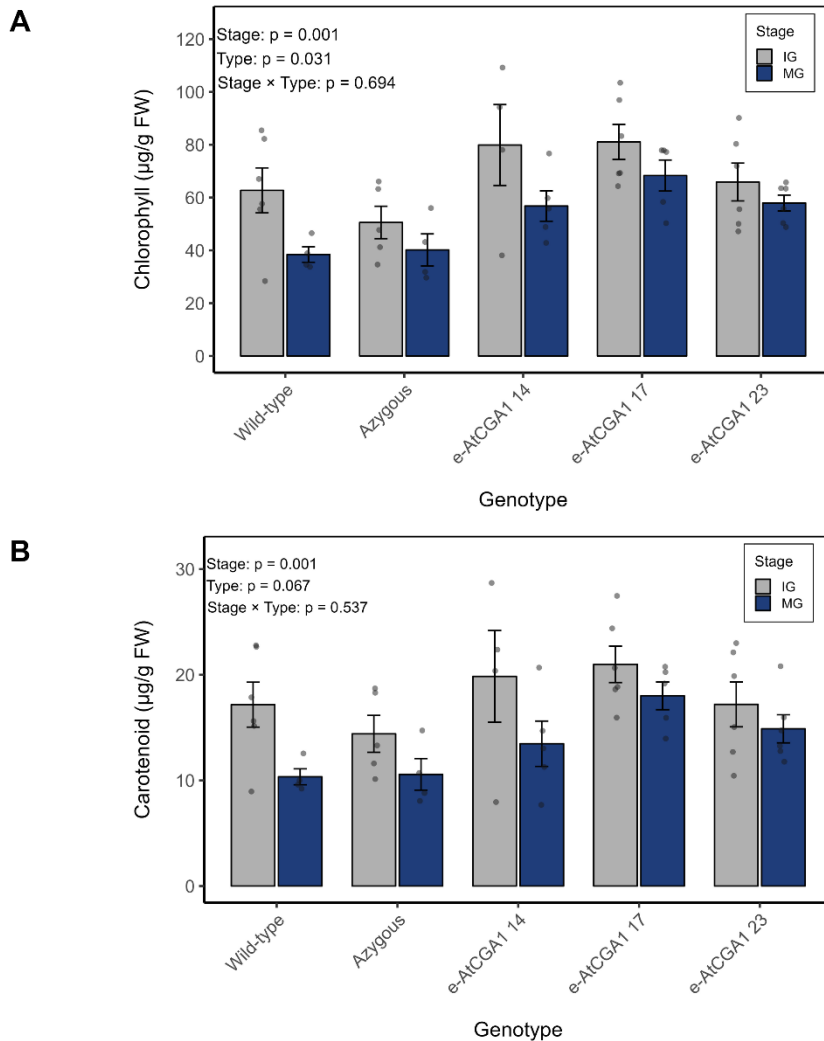 A
Stage: p = 0.001
Type: p = 0.031
Stage × Type: p = 0.694
Stage
IG
MG
Chlorophyll (µg/g FW)
120
100
80
60
40
20
0
Wild-type
Azygous
e-AtCGA1 14
e-AtCGA1 17
e-AtCGA1 23
Genotype
B
Stage: p = 0.001
Type: p = 0.067
Stage × Type: p = 0.537
Stage
IG
MG
Carotenoid (µg/g FW)
30
20
10
0
Wild-type
Azygous
e-AtCGA1 14
e-AtCGA1 17
e-AtCGA1 23
Genotype